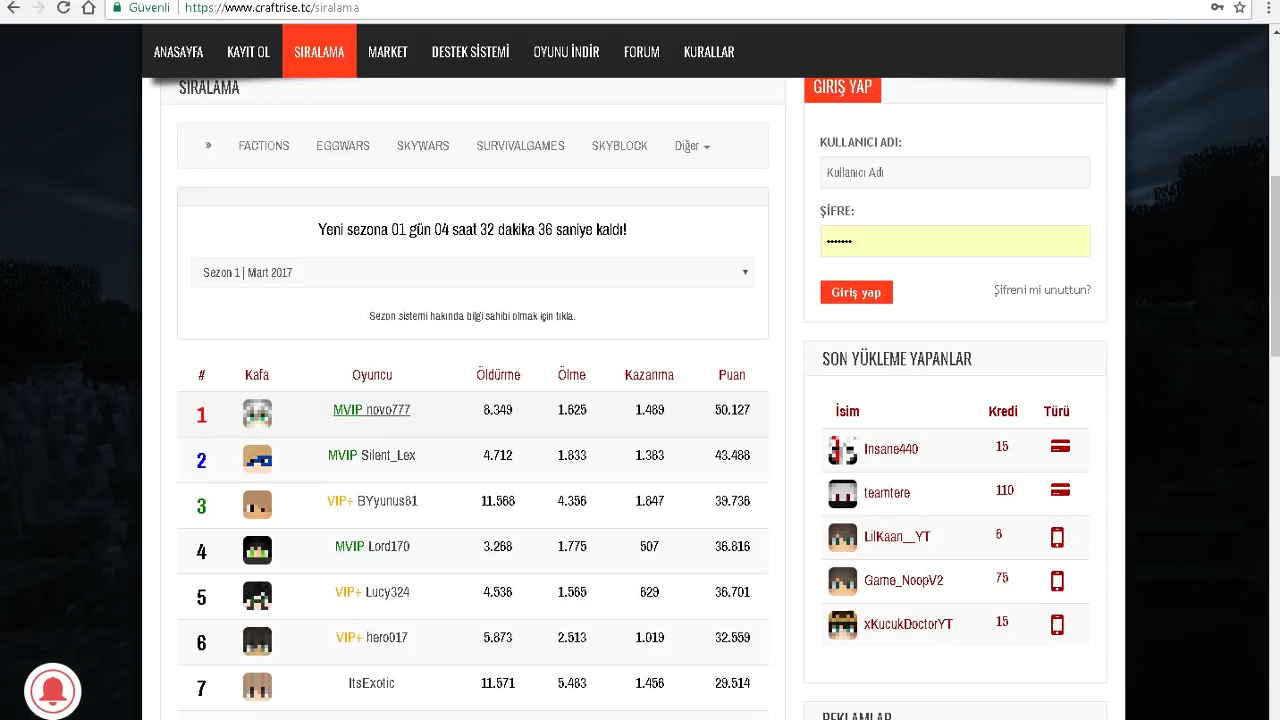 Güvenli https://www.craftrise.tc/siralama
ANASAYFA KAYIT OL SIRALAMA MARKET DESTEK SİSTEMİ OYUNU İNDİR FORUM KURALLAR
SIRALAMA
» FACTIONS EGGWARS SKYWARS SURVIVALGAMES SKYBLOCK Diğer
Yeni sezona 01 gün 04 saat 32 dakika 36 saniye kaldı!
Sezon 1 | Mart 2017
Sezon sistemi hakında bilgi sahibi olmak için tıkla.
# Kafa Oyuncu Öldürme Ölme Kazanma Puan
1 MVIP novo777 8.349 1.625 1.489 50.127
2 MVIP Silent_Lex 4.712 1.833 1.383 43.488
3 VIP+ BYyunus61 11.568 4.356 1.847 39.736
4 MVIP Lord170 3.268 1.775 507 36.816
5 VIP+ Lucy324 4.536 1.565 629 36.701
6 VIP+ hero017 5.873 2.513 1.019 32.559
7 ItsExotic 11.571 5.463 1.456 29.514
GİRİŞ YAP
KULLANICI ADI:
Kullanıcı Adı
ŞİFRE:
•••••••
Giriş yap Şifreni mi unuttun?
SON YÜKLEME YAPANLAR
İsim Kredi Türü
Insane440 15
teamtere 110
LilKaan__YT 6
Game_NoopV2 75
xKucukDoctorYT 15
REKLAMLAR